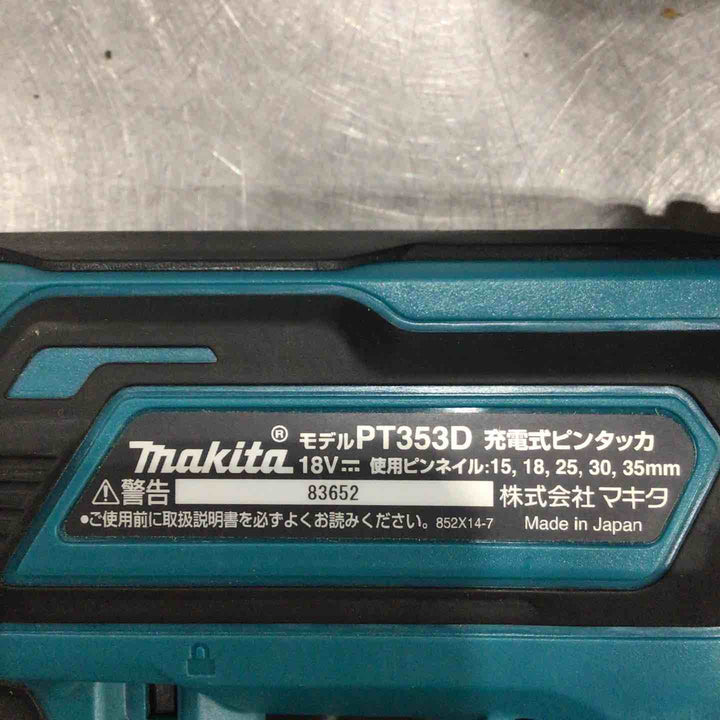 makita® モデルPT353D 充電式ピンタッカ
18V⎓ 使用ピンネイル:15, 18, 25, 30, 35mm
⚠警告 83652 株式会社 マキタ
●ご使用前に取扱説明書を必ずよくお読みください。 852X14-7 Made in Japan